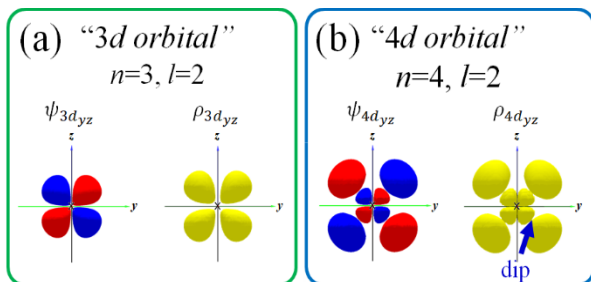 (a) “3d orbital”
n=3, l=2
ψ3dyz
ρ3dyz
z
z
x
y
x
y
(b) “4d orbital”
n=4, l=2
ψ4dyz
ρ4dyz
z
z
x
y
x
y
dip